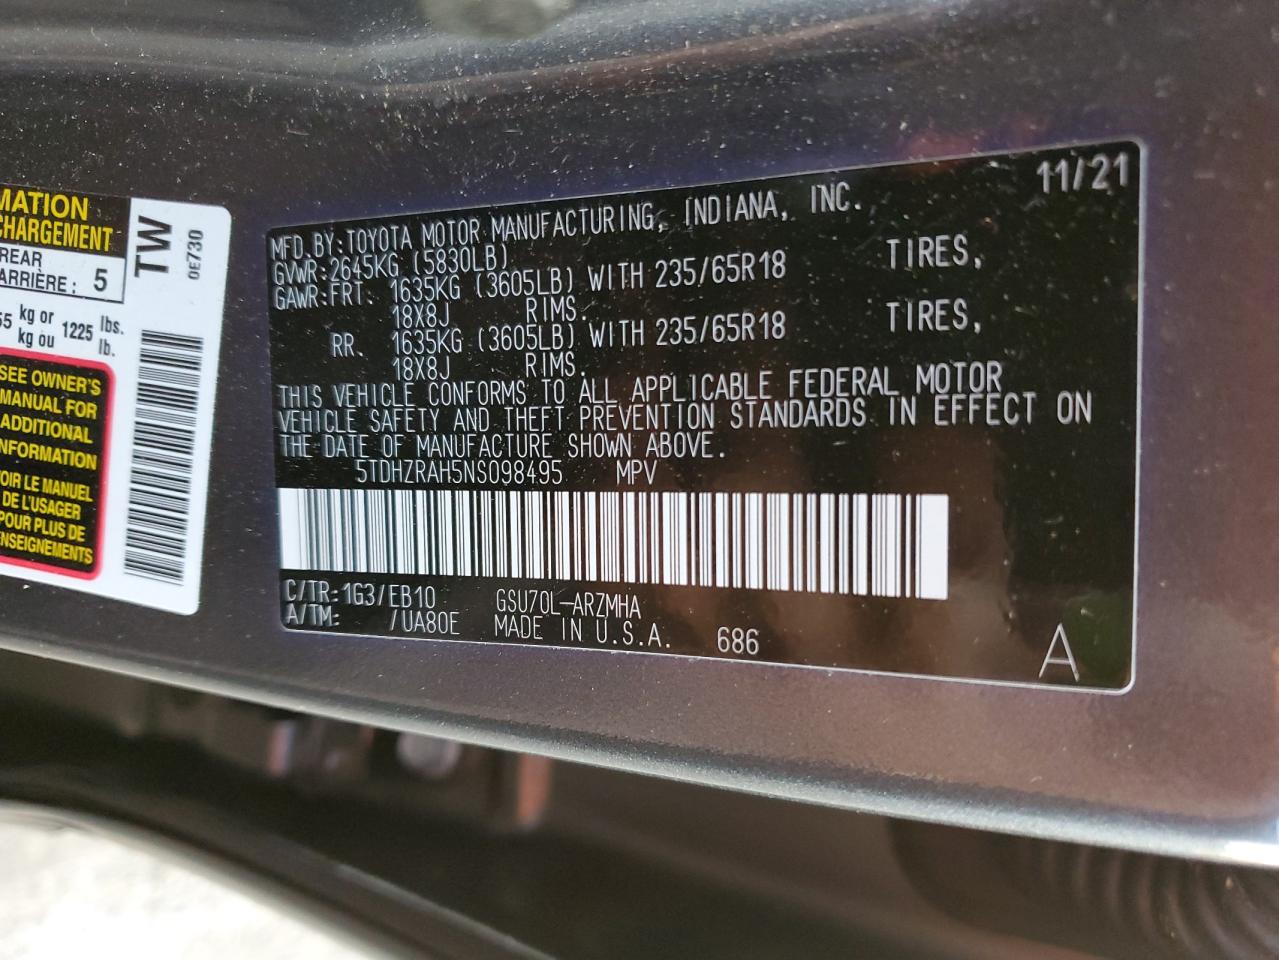 MATION
CHARGEMENT
REAR
ARRIÈRE : 5
kg or 1225 lbs.
kg ou lb.
SEE OWNER'S
MANUAL FOR
ADDITIONAL
NFORMATION
VOIR LE MANUEL
DE L'USAGER
POUR PLUS DE
ENSEIGNEMENTS
TW
0E730
11/21
MFD. BY: TOYOTA MOTOR MANUFACTURING, INDIANA, INC.
GVWR: 2645KG (5830LB)
GAWR: FRT. 1635KG (3605LB) WITH 235/65R18 TIRES,
18X8J RIMS.
RR. 1635KG (3605LB) WITH 235/65R18 TIRES,
18X8J RIMS.
THIS VEHICLE CONFORMS TO ALL APPLICABLE FEDERAL MOTOR
VEHICLE SAFETY AND THEFT PREVENTION STANDARDS IN EFFECT ON
THE DATE OF MANUFACTURE SHOWN ABOVE.
5TDHZRAH5NS098495 MPV
C/TR: 1G3/EB10 GSU70L-ARZMHA
A/TM: /UA80E MADE IN U.S.A. 686
A